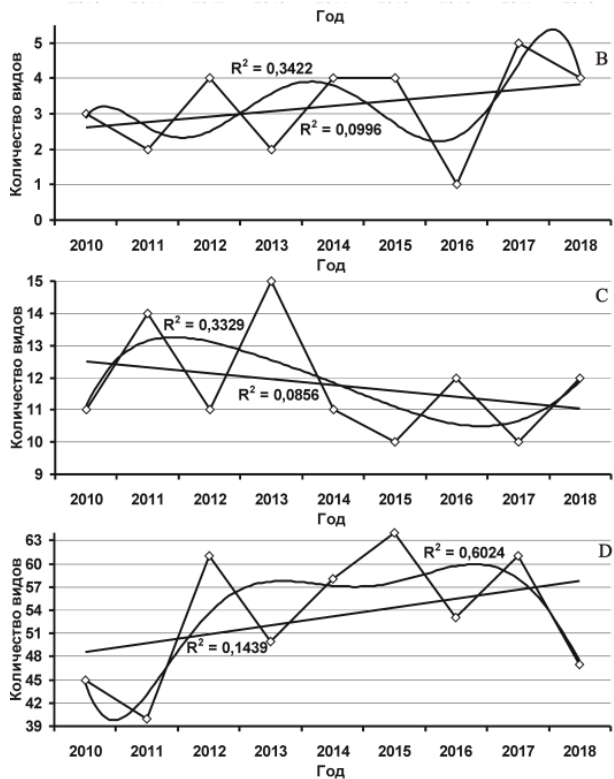 Год
B
Количество видов
5
4
3
2
1
0
R² = 0,3422
R² = 0,0996
2010 2011 2012 2013 2014 2015 2016 2017 2018
Год
C
Количество видов
15
14
13
12
11
10
9
R² = 0,3329
R² = 0,0856
2010 2011 2012 2013 2014 2015 2016 2017 2018
Год
D
Количество видов
63
60
57
54
51
48
45
42
39
R² = 0,6024
R² = 0,1439
2010 2011 2012 2013 2014 2015 2016 2017 2018
Год